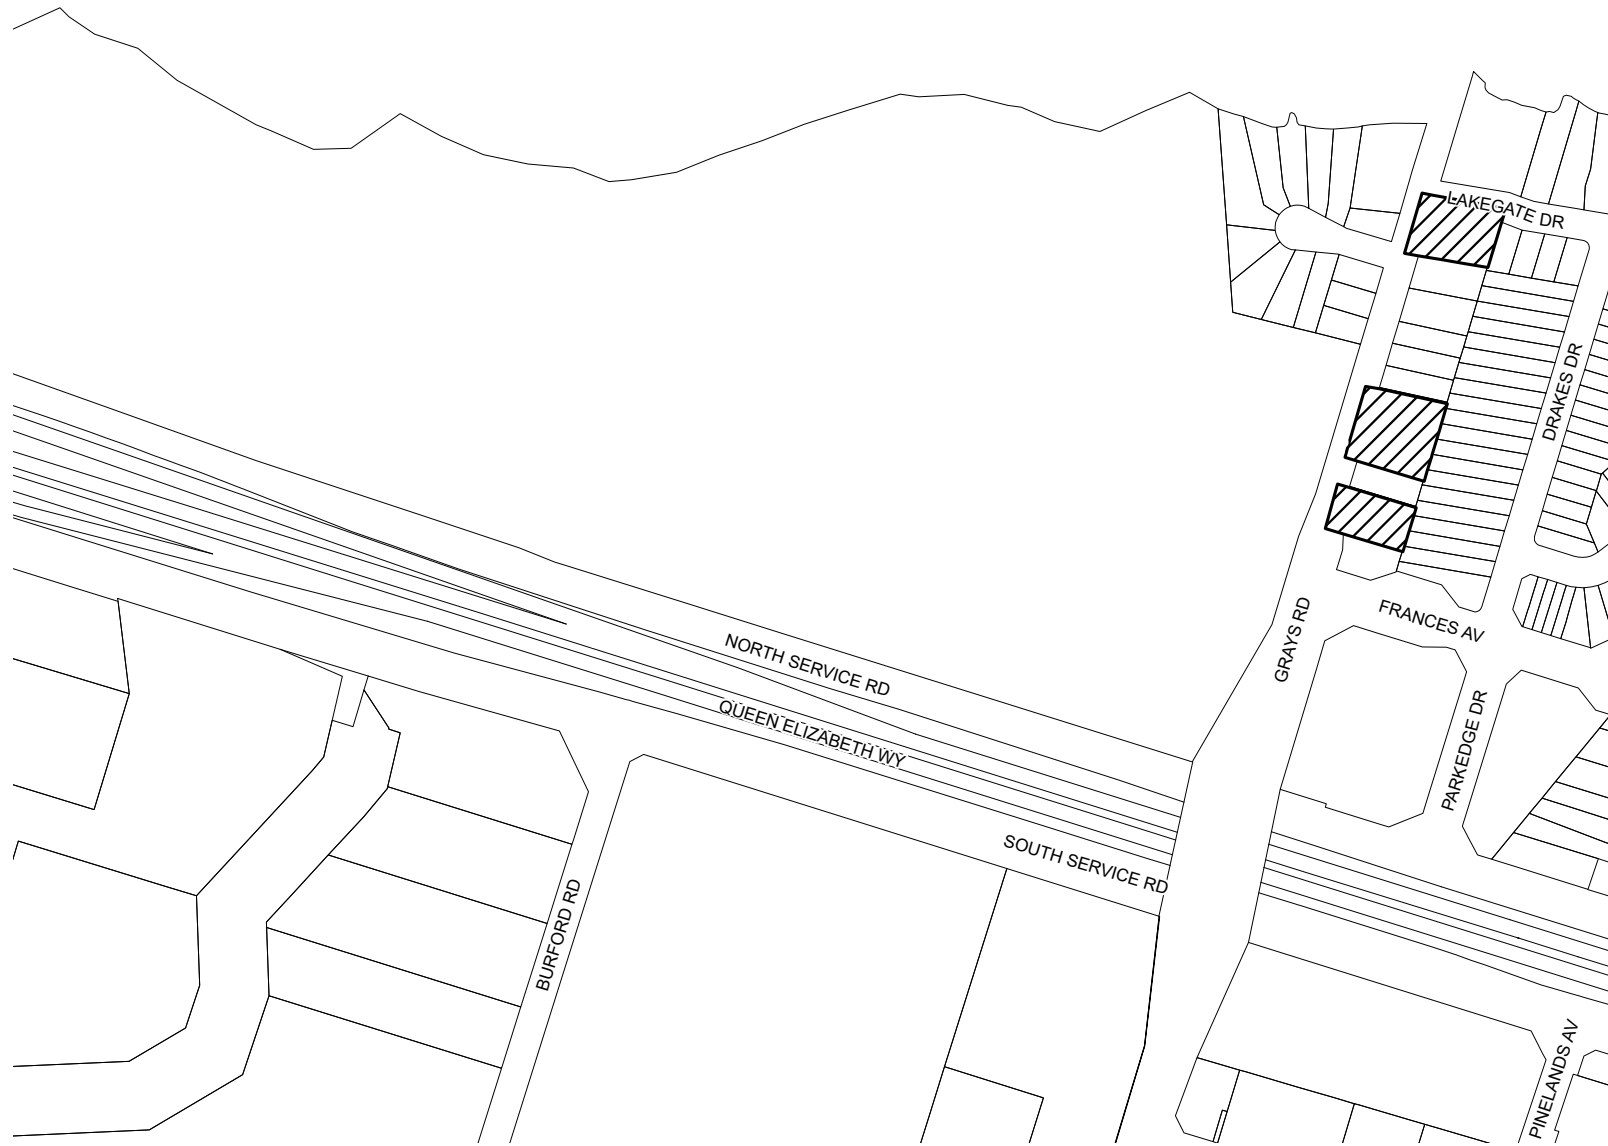 LAKEGATE DR
DRAKES DR
GRAYS RD
FRANCES AV
NORTH SERVICE RD
PARKEDGE DR
QUEEN ELIZABETH WY
SOUTH SERVICE RD
BURFORD RD
PINELANDS AV